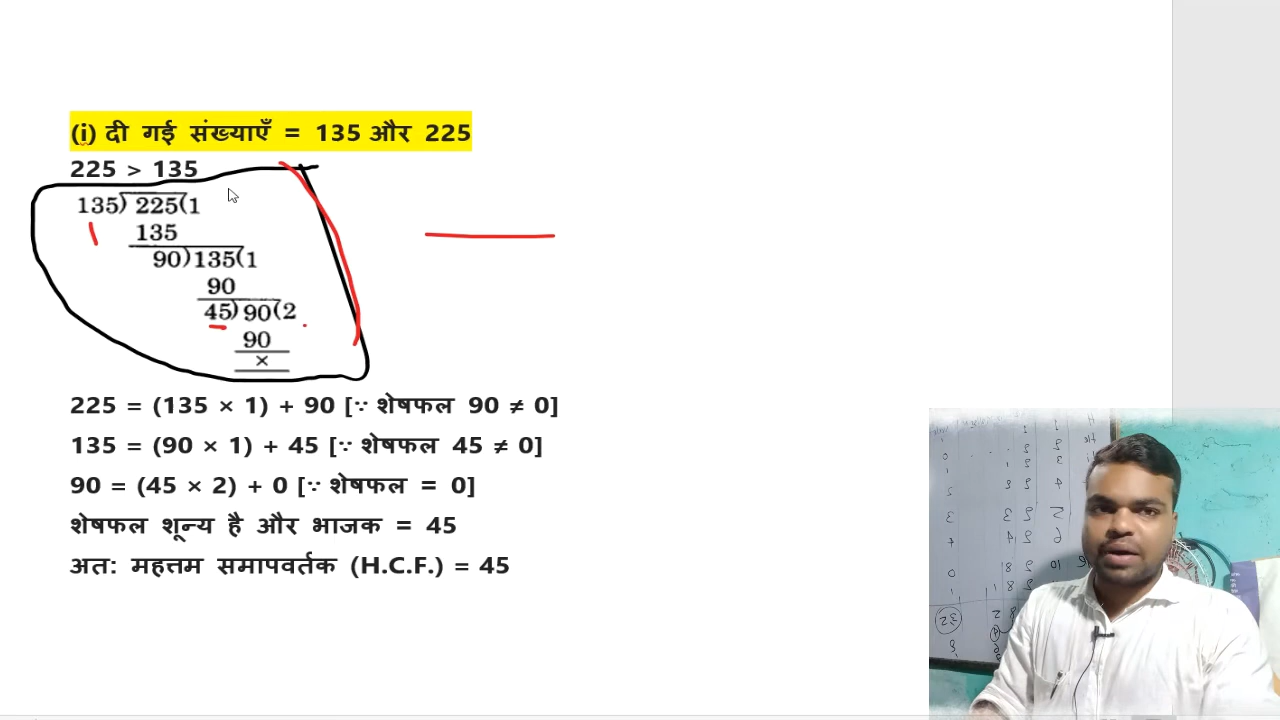 (i) दी गई संख्याएँ = 135 और 225
225 > 135
135) 225(1
135
90)135(1
90
45)90(2
90
×
225 = (135 × 1) + 90 [∵ शेषफल 90 ≠ 0]
135 = (90 × 1) + 45 [∵ शेषफल 45 ≠ 0]
90 = (45 × 2) + 0 [∵ शेषफल = 0]
शेषफल शून्य है और भाजक = 45
अत: महत्तम समापवर्तक (H.C.F.) = 45